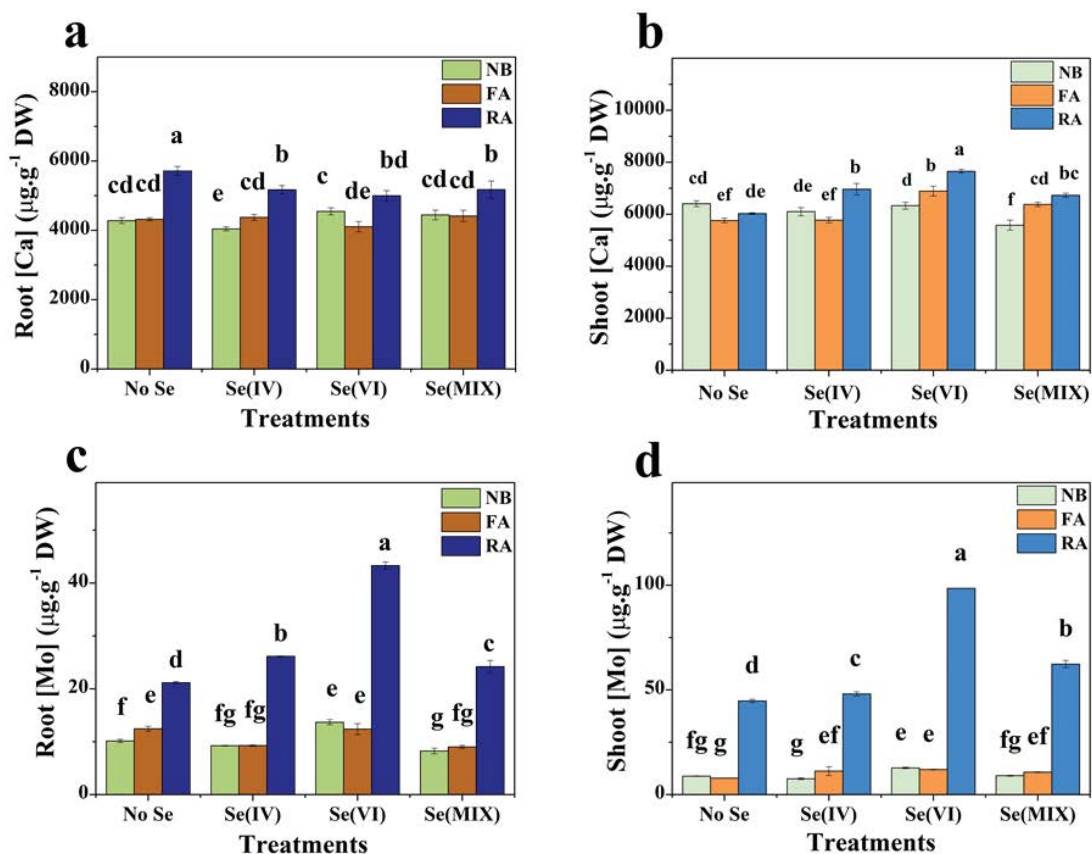 a
NB
FA
RA
8000
6000
4000
2000
0
Root [Ca] (μg.g⁻¹ DW)
cd cd a
e cd b
c de bd
cd cd b
No Se Se(IV) Se(VI) Se(MIX)
Treatments
b
NB
FA
RA
10000
8000
6000
4000
2000
0
Shoot [Ca] (μg.g⁻¹ DW)
cd ef de
de ef b
d b a
f cd bc
No Se Se(IV) Se(VI) Se(MIX)
Treatments
c
NB
FA
RA
40
20
0
Root [Mo] (μg.g⁻¹ DW)
f e d
fg fg b
e e a
g fg c
No Se Se(IV) Se(VI) Se(MIX)
Treatments
d
NB
FA
RA
100
50
0
Shoot [Mo] (μg.g⁻¹ DW)
fg g d
g ef c
e e a
fg ef b
No Se Se(IV) Se(VI) Se(MIX)
Treatments